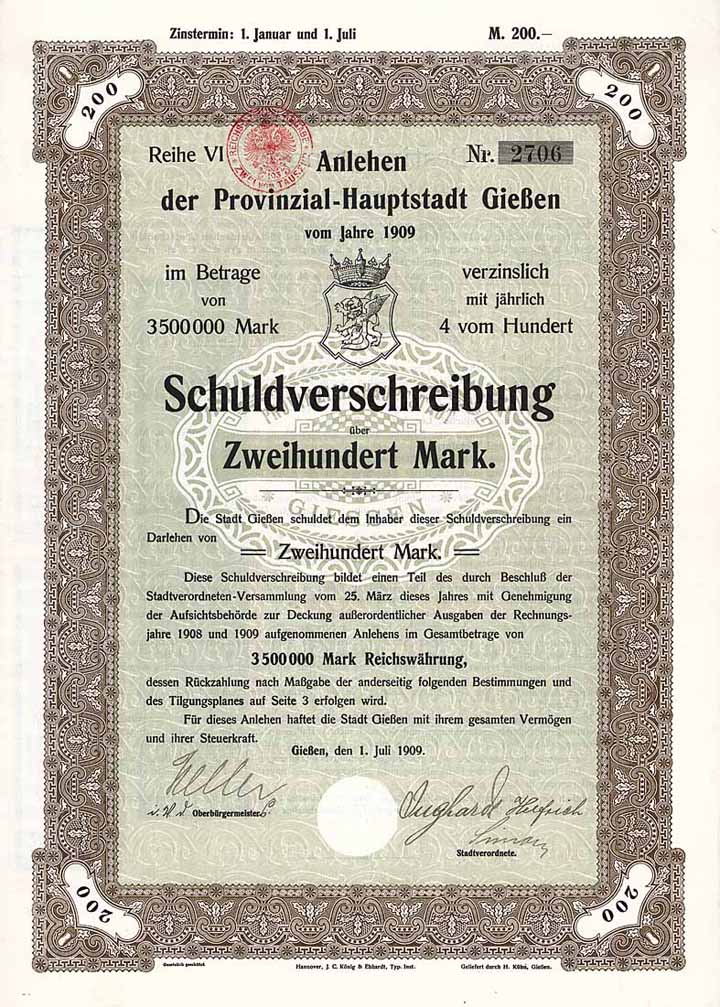 Zinstermin: 1. Januar und 1. Juli M. 200.—
200 200
Reihe VI Nr. 2706
Anlehen
der Provinzial-Hauptstadt Gießen
vom Jahre 1909
im Betrage verzinslich
von mit jährlich
3500000 Mark 4 vom Hundert
Schuldverschreibung
über
Zweihundert Mark.
GIESSEN
Die Stadt Gießen schuldet dem Inhaber dieser Schuldverschreibung ein
Darlehen von
Zweihundert Mark.
Diese Schuldverschreibung bildet einen Teil des durch Beschluß der
Stadtverordneten-Versammlung vom 25. März dieses Jahres mit Genehmigung
der Aufsichtsbehörde zur Deckung außerordentlicher Ausgaben der Rechnungs-
jahre 1908 und 1909 aufgenommenen Anlehens im Gesamtbetrage von
3500000 Mark Reichswährung,
dessen Rückzahlung nach Maßgabe der anderseitig folgenden Bestimmungen und
des Tilgungsplanes auf Seite 3 erfolgen wird.
Für dieses Anlehen haftet die Stadt Gießen mit ihrem gesamten Vermögen
und ihrer Steuerkraft.
Gießen, den 1. Juli 1909.
Keller
i. V. d. Oberbürgermeisters.
Helfrich
Stadtverordnete.
200 200
Gesetzlich geschützt. Hannover, J. C. König & Ebhardt, Typ. Inst. Geliefert durch H. Kühn, Gießen.